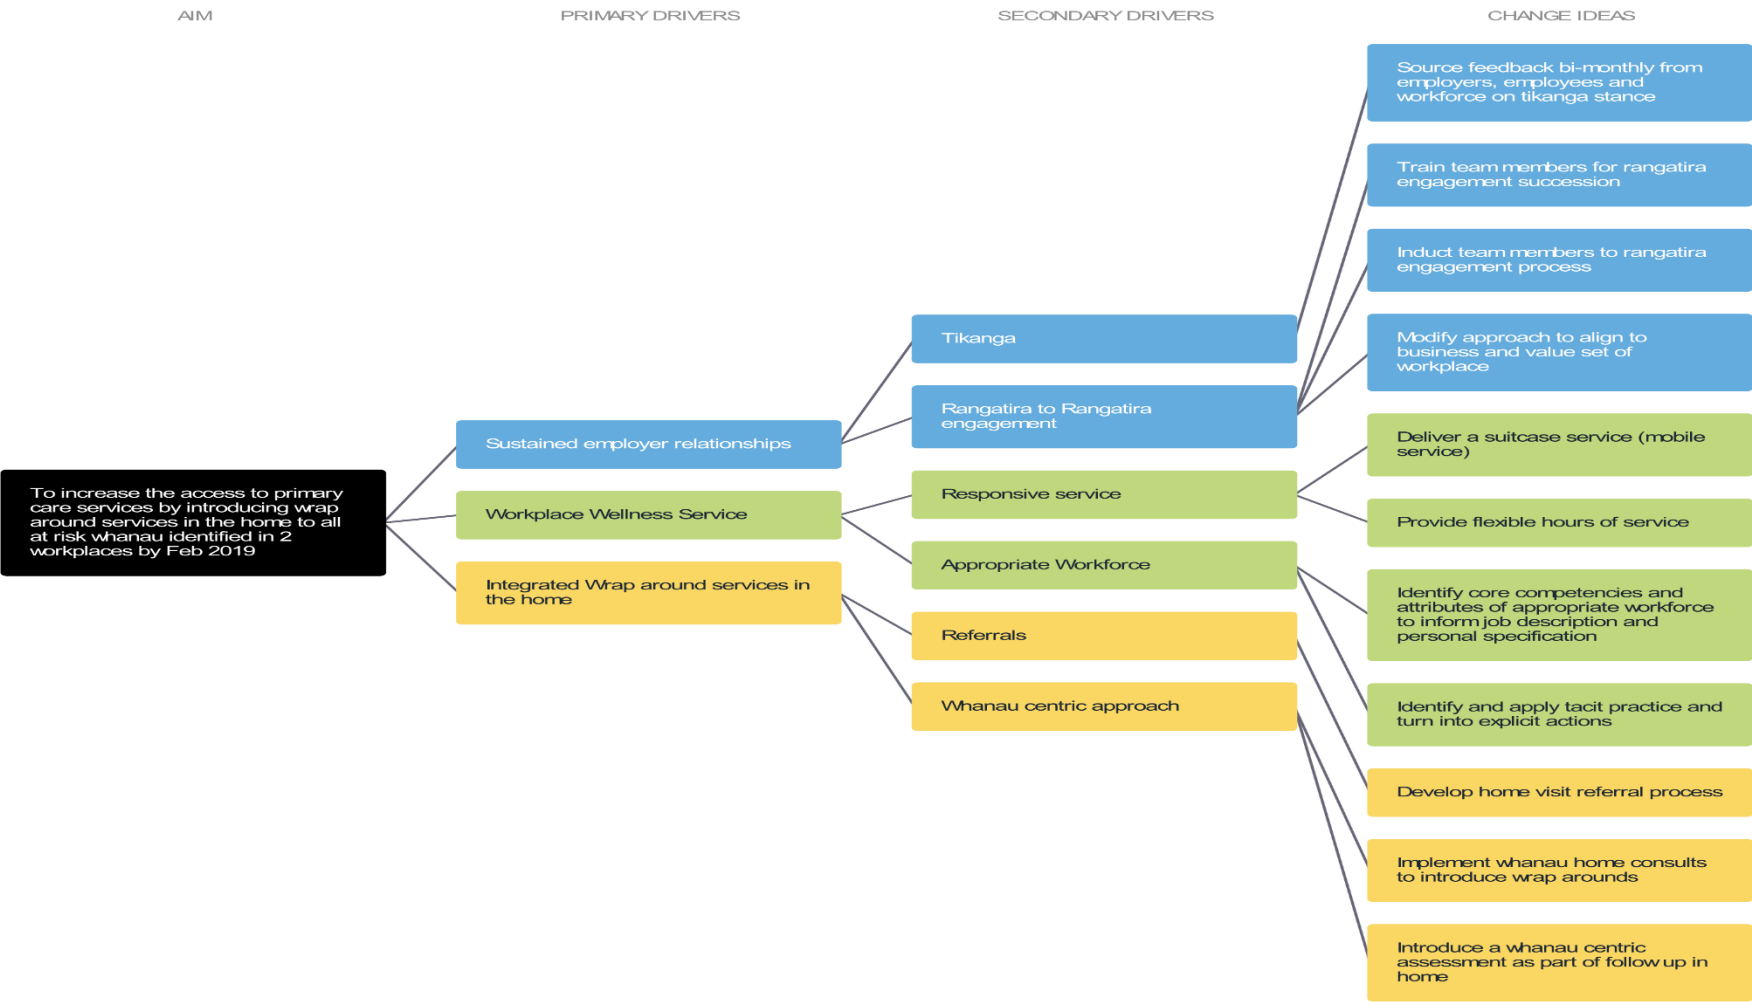 AIM
PRIMARY DRIVERS
SECONDARY DRIVERS
CHANGE IDEAS
To increase the access to primary
care services by introducing wrap
around services in the home to all
at risk whanau identified in 2
workplaces by Feb 2019
Sustained employer relationships
Workplace Wellness Service
Integrated Wrap around services in
the home
Tikanga
Rangatira to Rangatira
engagement
Responsive service
Appropriate Workforce
Referrals
Whanau centric approach
Source feedback bi-monthly from
employers, employees and
workforce on tikanga stance
Train team members for rangatira
engagement succession
Induct team members to rangatira
engagement process
Modify approach to align to
business and value set of
workplace
Deliver a suitcase service (mobile
service)
Provide flexible hours of service
Identify core competencies and
attributes of appropriate workforce
to inform job description and
personal specification
Identify and apply tacit practice and
turn into explicit actions
Develop home visit referral process
Implement whanau home consults
to introduce wrap arounds
Introduce a whanau centric
assessment as part of follow up in
home